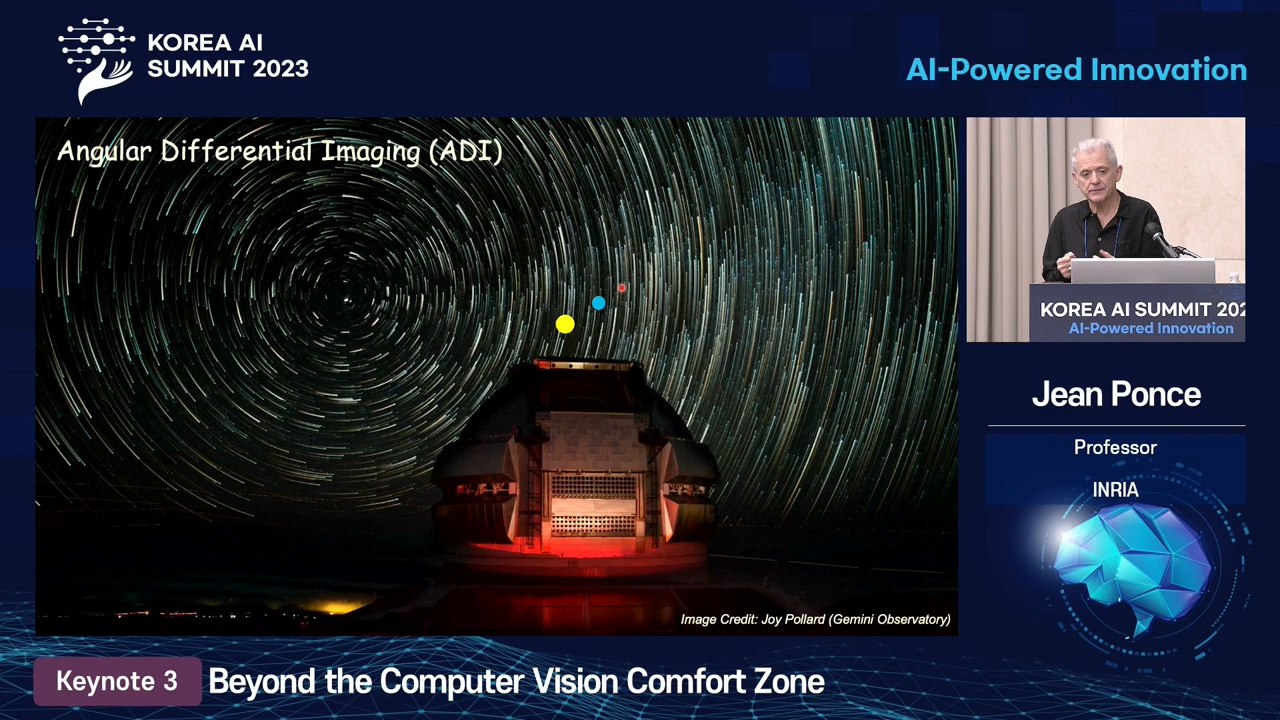 KOREA AI
SUMMIT 2023
AI-Powered Innovation
Angular Differential Imaging (ADI)
Image Credit: Joy Pollard (Gemini Observatory)
KOREA AI SUMMIT 202
AI-Powered Innovation
Jean Ponce
Professor
INRIA
Keynote 3
Beyond the Computer Vision Comfort Zone